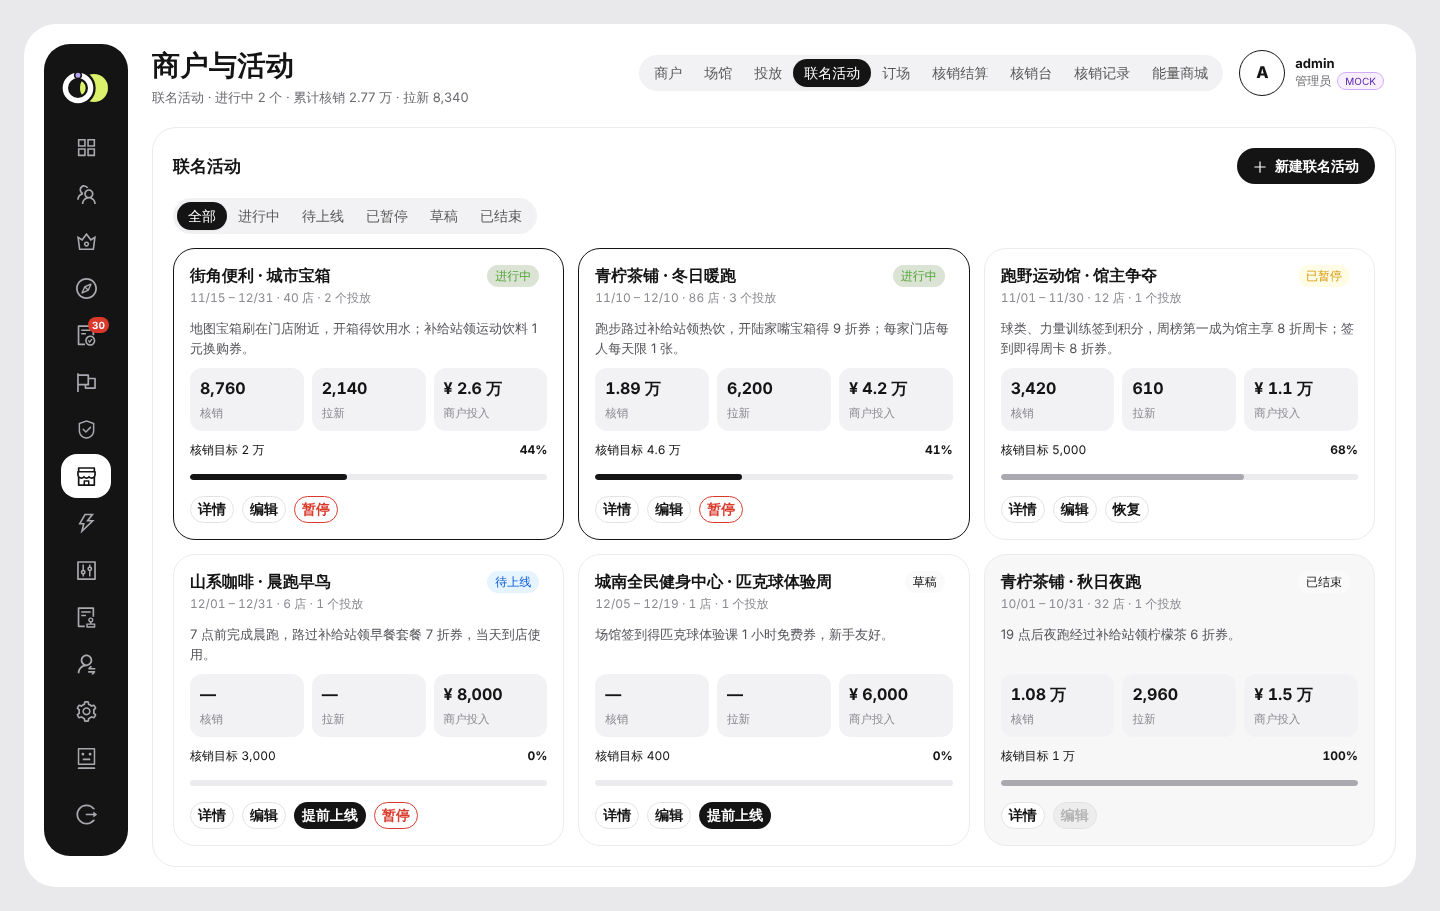 商户与活动
联名活动 · 进行中 2 个 · 累计核销 2.77 万 · 拉新 8,340
商户 场馆 投放 联名活动 订场 核销结算 核销台 核销记录 能量商城
A
admin
管理员 MOCK
30
联名活动
新建联名活动
全部 进行中 待上线 已暂停 草稿 已结束
街角便利 · 城市宝箱 进行中
11/15 – 12/31 · 40 店 · 2 个投放
地图宝箱刷在门店附近，开箱得饮用水；补给站领运动饮料 1
元换购券。
8,760 2,140 ¥ 2.6 万
核销 拉新 商户投入
核销目标 2 万 44%
详情 编辑 暂停
青柠茶铺 · 冬日暖跑 进行中
11/10 – 12/10 · 86 店 · 3 个投放
跑步路过补给站领热饮，开陆家嘴宝箱得 9 折券；每家门店每
人每天限 1 张。
1.89 万 6,200 ¥ 4.2 万
核销 拉新 商户投入
核销目标 4.6 万 41%
详情 编辑 暂停
跑野运动馆 · 馆主争夺 已暂停
11/01 – 11/30 · 12 店 · 1 个投放
球类、力量训练签到积分，周榜第一成为馆主享 8 折周卡；签
到即得周卡 8 折券。
3,420 610 ¥ 1.1 万
核销 拉新 商户投入
核销目标 5,000 68%
详情 编辑 恢复
山系咖啡 · 晨跑早鸟 待上线
12/01 – 12/31 · 6 店 · 1 个投放
7 点前完成晨跑，路过补给站领早餐套餐 7 折券，当天到店使
用。
— — ¥ 8,000
核销 拉新 商户投入
核销目标 3,000 0%
详情 编辑 提前上线 暂停
城南全民健身中心 · 匹克球体验周 草稿
12/05 – 12/19 · 1 店 · 1 个投放
场馆签到得匹克球体验课 1 小时免费券，新手友好。
— — ¥ 6,000
核销 拉新 商户投入
核销目标 400 0%
详情 编辑 提前上线
青柠茶铺 · 秋日夜跑 已结束
10/01 – 10/31 · 32 店 · 1 个投放
19 点后夜跑经过补给站领柠檬茶 6 折券。
1.08 万 2,960 ¥ 1.5 万
核销 拉新 商户投入
核销目标 1 万 100%
详情 编辑